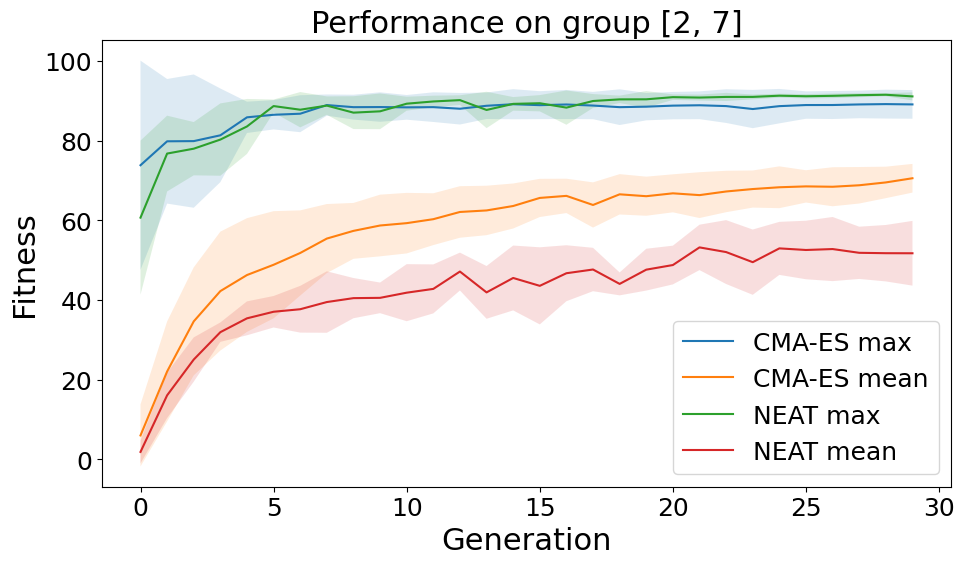 Performance on group [2, 7]
Fitness
100
80
60
40
20
0
CMA-ES max
CMA-ES mean
NEAT max
NEAT mean
0 5 10 15 20 25 30
Generation